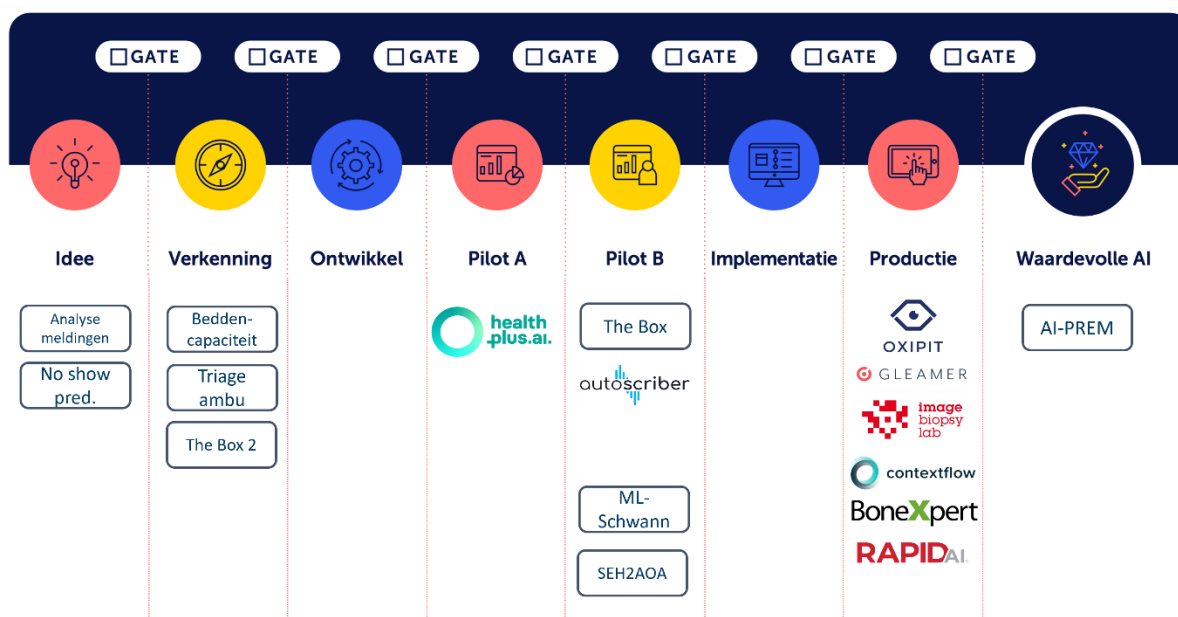 GATE GATE GATE GATE GATE GATE GATE
Idee Verkenning Ontwikkel Pilot A Pilot B Implementatie Productie Waardevolle AI
Analyse
meldingen
No show
pred.
Bedden-
capaciteit
Triage
ambu
The Box 2
health
plus.ai.
The Box
autoscriber
ML-
Schwann
SEH2AOA
OXIPIT
GLEAMER
image
biopsy
lab
contextflow
BoneXpert
RAPIDAI
AI-PREM